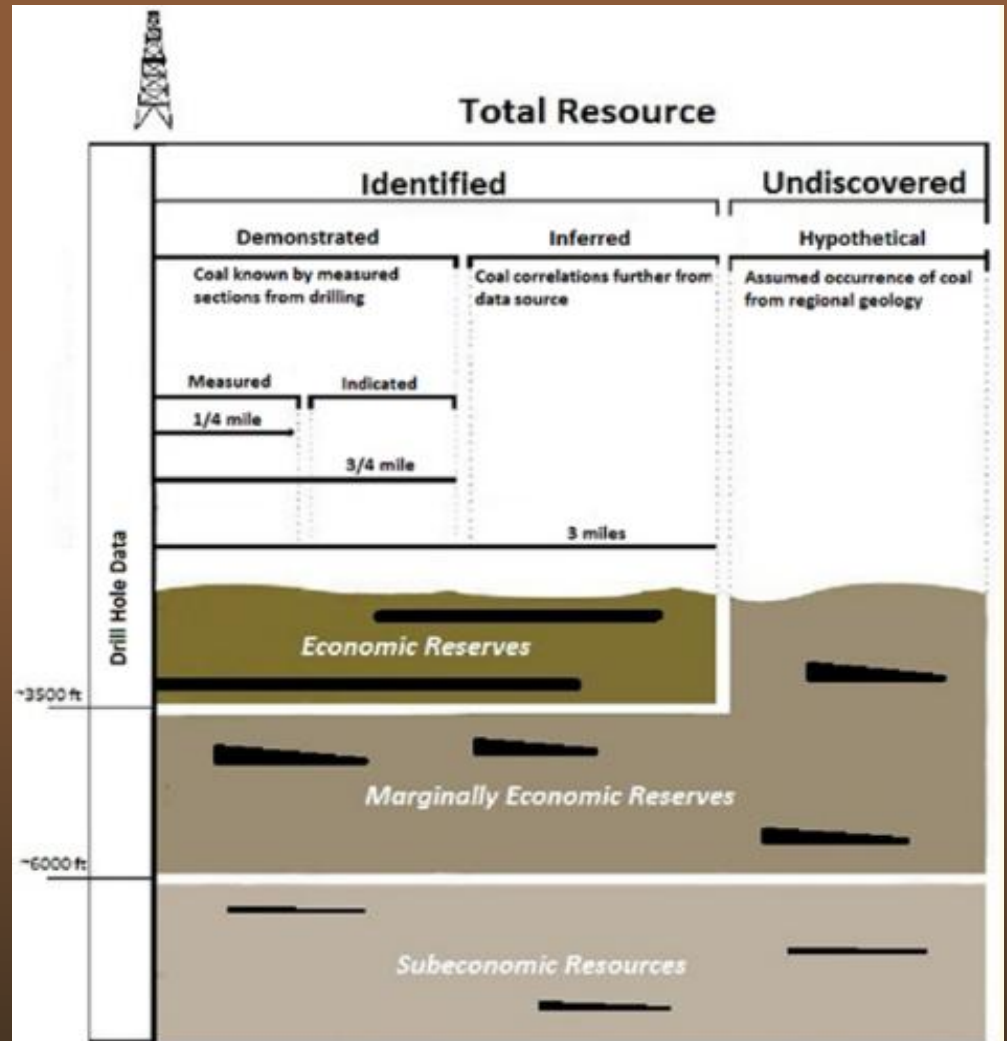 Total Resource
Identified
Undiscovered
Demonstrated
Inferred
Hypothetical
Coal known by measured
sections from drilling
Coal correlations further from
data source
Assumed occurrence of coal
from regional geology
Measured
Indicated
1/4 mile
3/4 mile
3 miles
Drill Hole Data
Economic Reserves
~3500 ft
Marginally Economic Reserves
~6000 ft
Subeconomic Resources